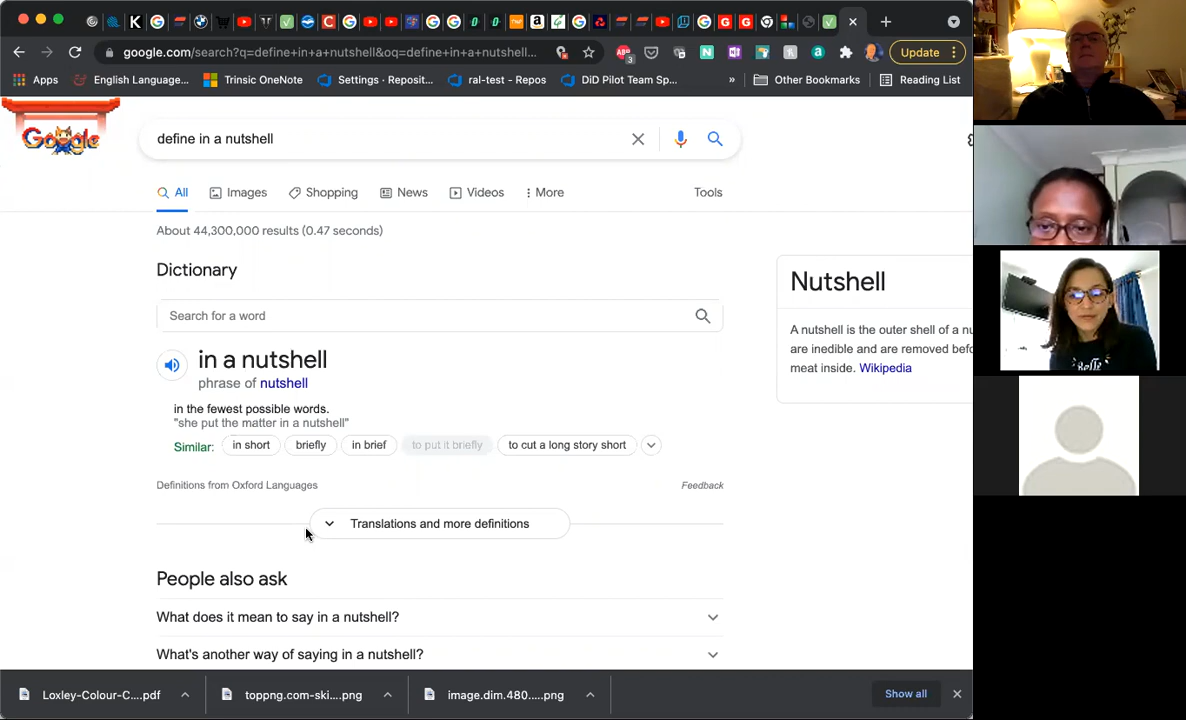 google.com/search?q=define+in+a+nutshell&oq=define+in+a+nutshell...
Update
Apps
English Language...
Trinsic OneNote
Settings · Reposit...
ral-test - Repos
DiD Pilot Team Sp...
»
Other Bookmarks
Reading List
Google
define in a nutshell
All
Images
Shopping
News
Videos
More
Tools
About 44,300,000 results (0.47 seconds)
Dictionary
Search for a word
in a nutshell
phrase of nutshell
in the fewest possible words.
"she put the matter in a nutshell"
Similar:
in short
briefly
in brief
to put it briefly
to cut a long story short
Definitions from Oxford Languages
Feedback
Translations and more definitions
People also ask
What does it mean to say in a nutshell?
What's another way of saying in a nutshell?
Nutshell
A nutshell is the outer shell of a nu
are inedible and are removed befo
meat inside. Wikipedia
Loxley-Colour-C....pdf
toppng.com-ski....png
image.dim.480.....png
Show all